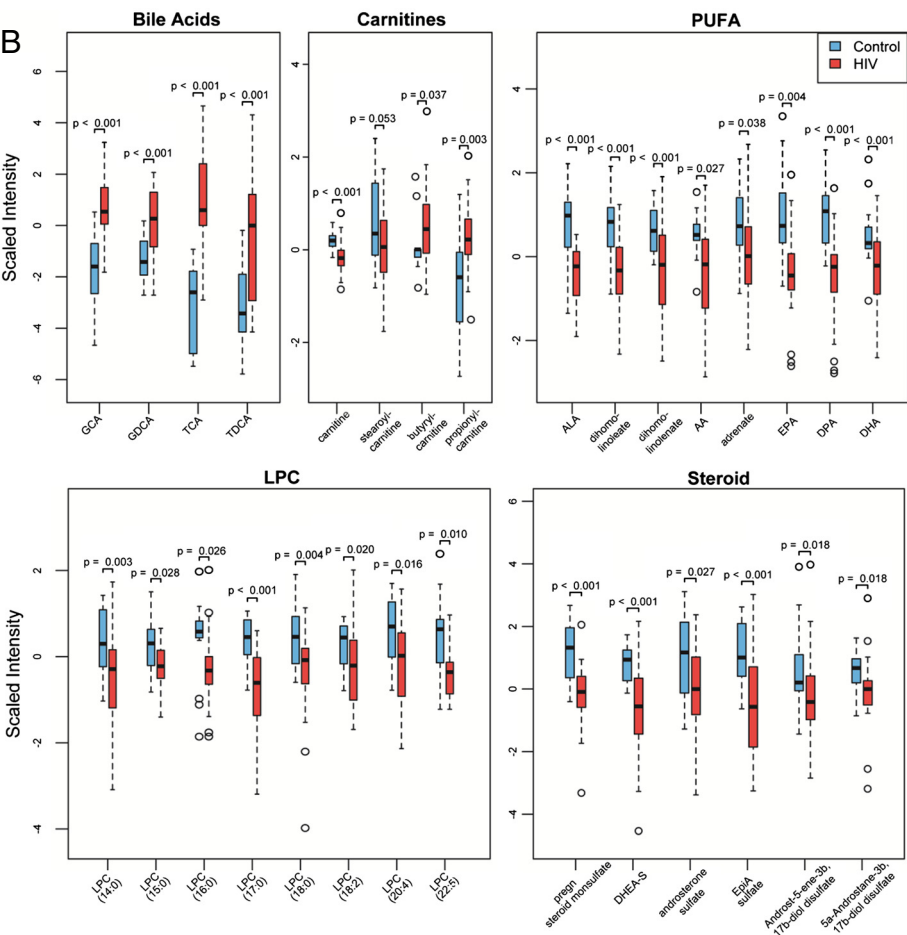 B
Bile Acids
Carnitines
PUFA
Control
HIV
Scaled Intensity
6
4
2
0
-2
-4
-6
p < 0.001
p < 0.001
p < 0.001
p < 0.001
GCA
GDCA
TCA
TDCA
4
2
0
-2
p < 0.001
p = 0.053
p = 0.037
p = 0.003
carnitine
stearoyl-
carnitine
butyryl-
carnitine
propionyl-
carnitine
4
2
0
-2
p < 0.001
p < 0.001
p < 0.001
p = 0.027
p = 0.038
p = 0.004
p < 0.001
p < 0.001
ALA
dihomo-
linoleate
dihomo-
linolenate
AA
adrenate
EPA
DPA
DHA
LPC
Steroid
Scaled Intensity
2
0
-2
-4
p = 0.003
p = 0.028
p = 0.026
p < 0.001
p = 0.004
p = 0.020
p = 0.016
p = 0.010
LPC
(14:0)
LPC
(15:0)
LPC
(16:0)
LPC
(17:0)
LPC
(18:0)
LPC
(18:2)
LPC
(20:4)
LPC
(22:5)
6
4
2
0
-2
-4
p < 0.001
p < 0.001
p = 0.027
p < 0.001
p = 0.018
p = 0.018
pregn
steroid monsulfate
DHEA-S
androsterone
sulfate
EpiA
sulfate
Androst-5-ene-3b,
17b-diol disulfate
5a-Androstane-3b,
17b-diol disulfate